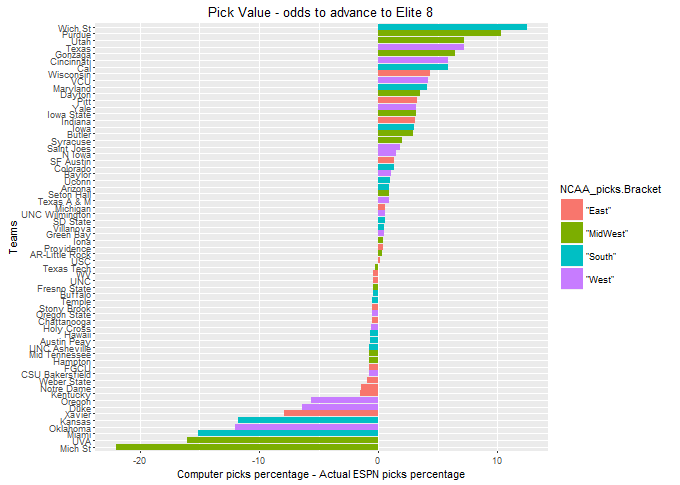 Pick Value - odds to advance to Elite 8
Teams
Wich St
Purdue
Utah
Texas
Gonzaga
Cincinnati
Cal
Wisconsin
VCU
Maryland
Dayton
Pitt
Yale
Iowa State
Indiana
Iowa
Butler
Syracuse
Saint Joes
N Iowa
SF Austin
Colorado
Baylor
Uconn
Arizona
Seton Hall
Texas A & M
Michigan
UNC Wilmington
SD State
Villanova
Green Bay
Iona
Providence
AR-Little Rock
USC
Texas Tech
WV
UNC
Fresno State
Buffalo
Temple
Stony Brook
Oregon State
Chattanooga
Holy Cross
Hawaii
Austin Peay
UNC Asheville
Mid Tennessee
Hampton
FGCU
CSU Bakersfield
Weber State
Notre Dame
Kentucky
Oregon
Duke
Xavier
Kansas
Oklahoma
Miami
UVA
Mich St
-20 -10 0 10
Computer picks percentage - Actual ESPN picks percentage
NCAA_picks.Bracket
"East"
"MidWest"
"South"
"West"